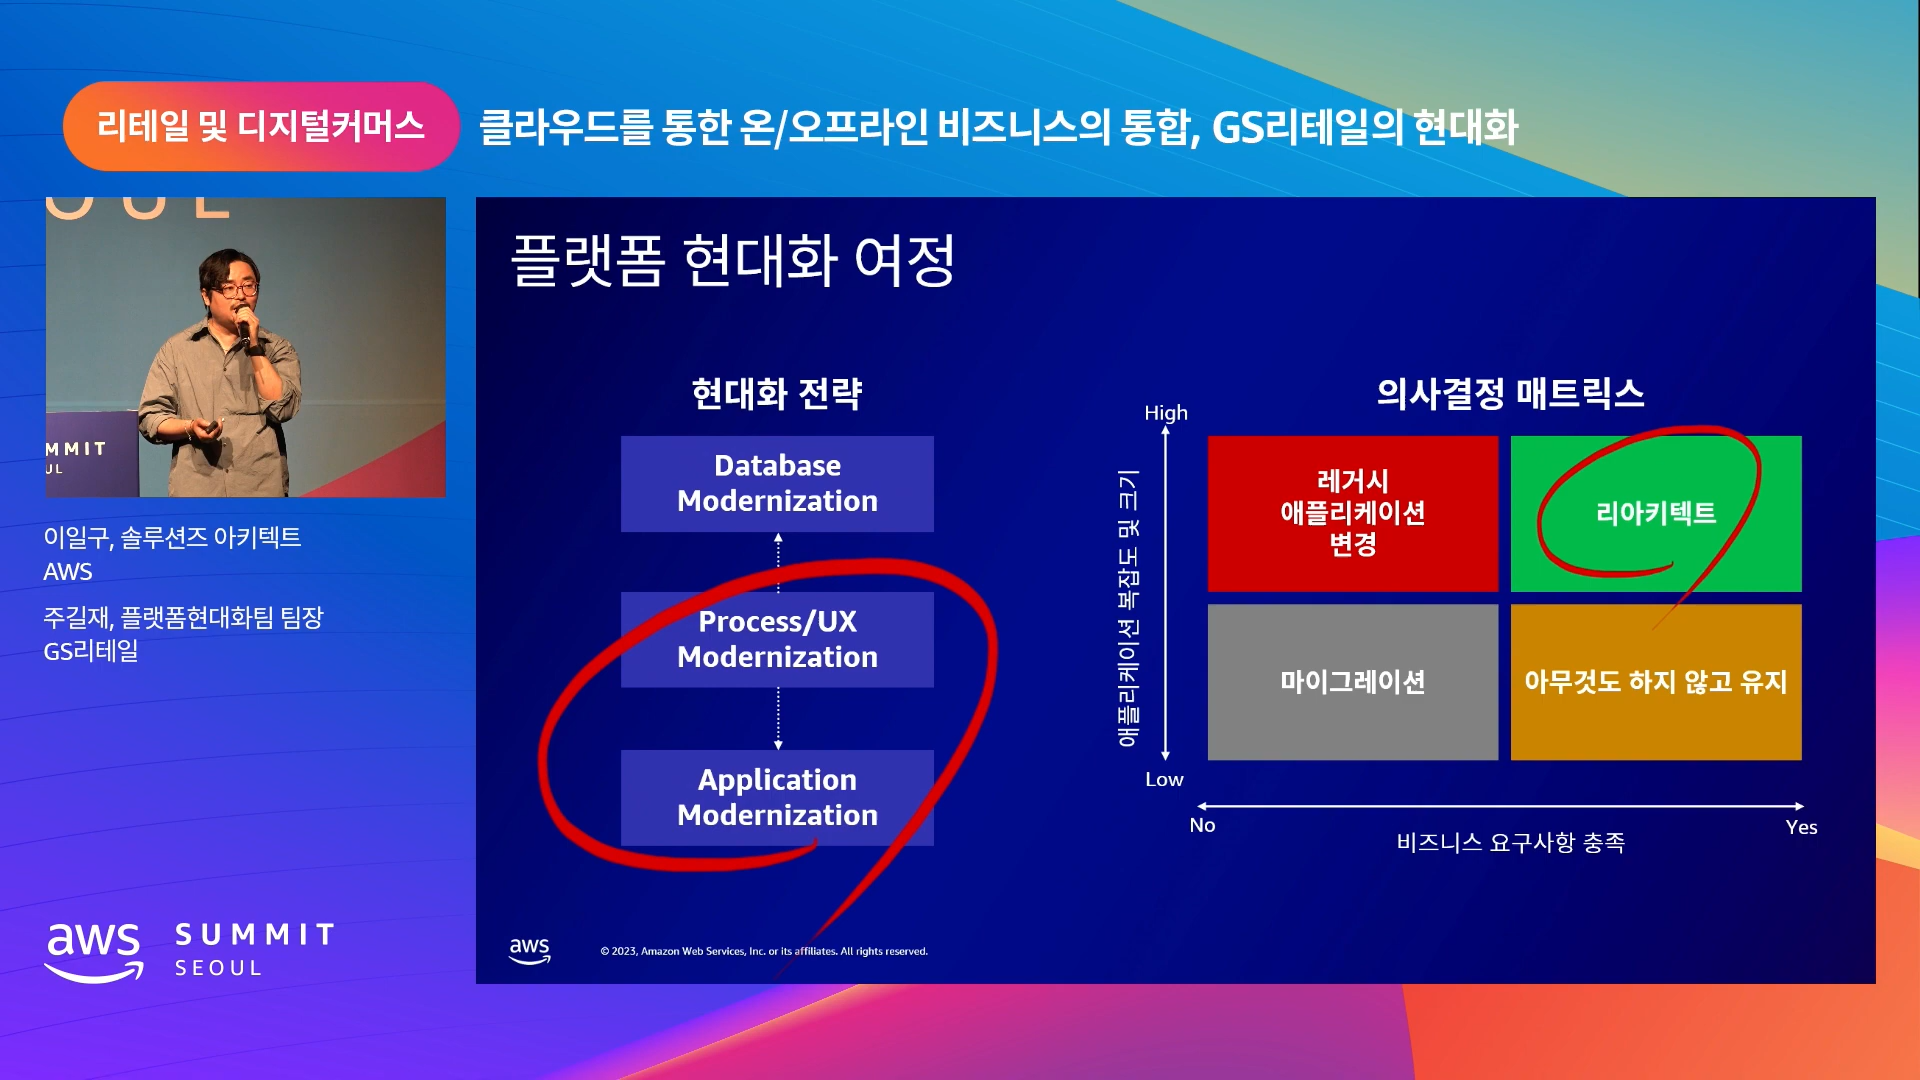 리테일 및 디지털커머스
클라우드를 통한 온/오프라인 비즈니스의 통합, GS리테일의 현대화
OUL
MMIT
UL
이일구, 솔루션즈 아키텍트
AWS
주길재, 플랫폼현대화팀 팀장
GS리테일
aws
SUMMIT
SEOUL
플랫폼 현대화 여정
현대화 전략
Database
Modernization
Process/UX
Modernization
Application
Modernization
의사결정 매트릭스
High
애플리케이션 복잡도 및 크기
Low
레거시
애플리케이션
변경
리아키텍트
마이그레이션
아무것도 하지 않고 유지
No
Yes
비즈니스 요구사항 충족
aws
© 2023, Amazon Web Services, Inc. or its affiliates. All rights reserved.